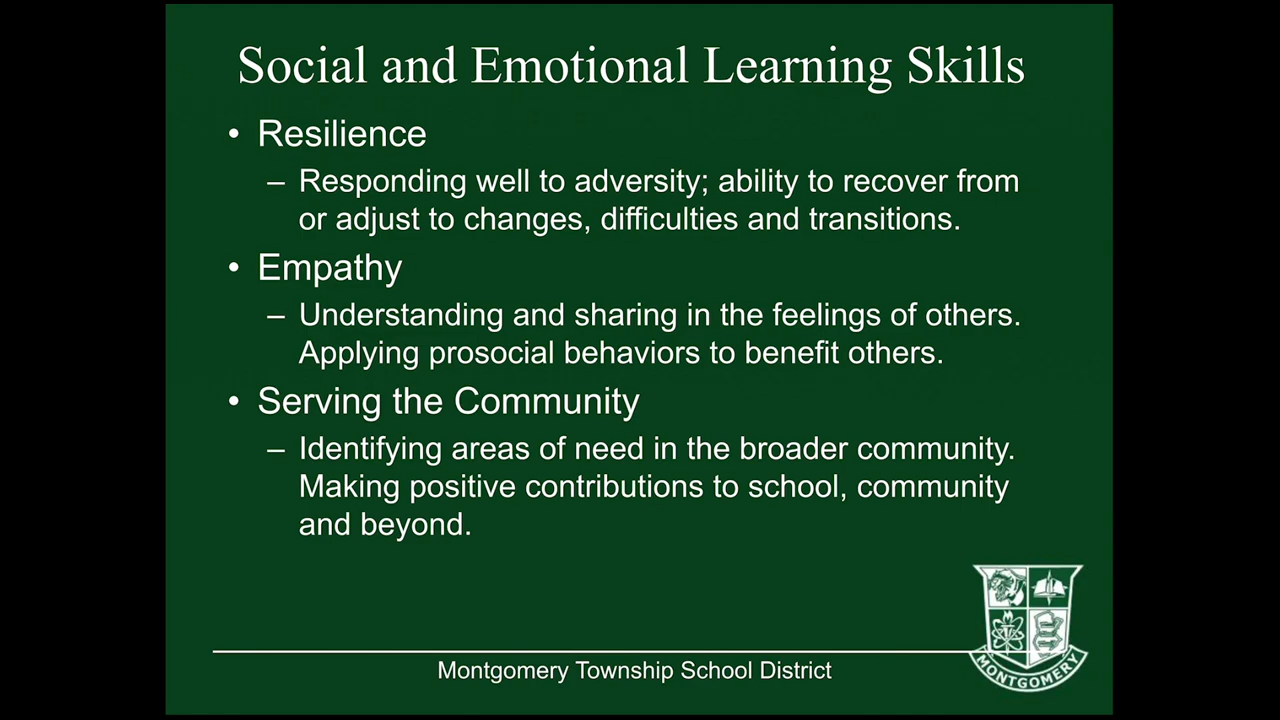 Social and Emotional Learning Skills
• Resilience
– Responding well to adversity; ability to recover from
or adjust to changes, difficulties and transitions.
• Empathy
– Understanding and sharing in the feelings of others.
Applying prosocial behaviors to benefit others.
• Serving the Community
– Identifying areas of need in the broader community.
Making positive contributions to school, community
and beyond.
Montgomery Township School District
MONTGOMERY